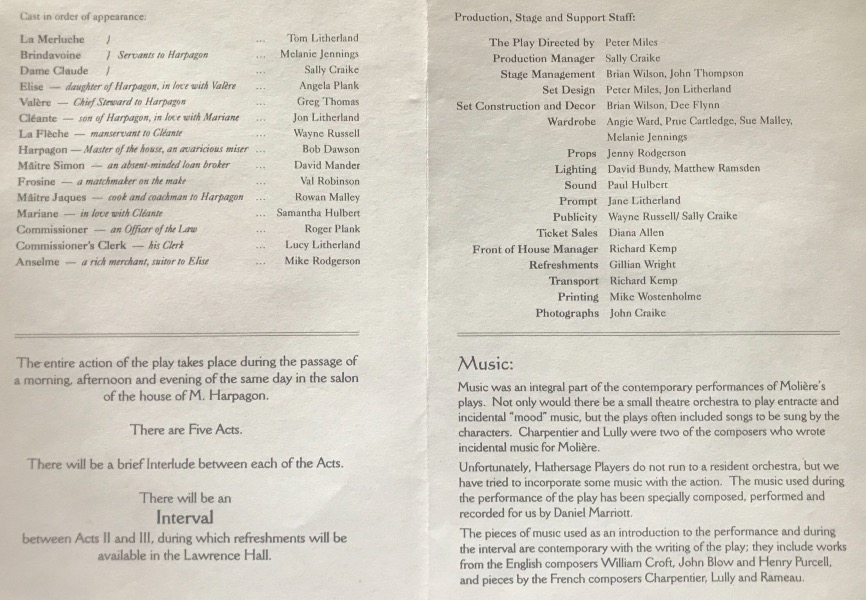 Cast in order of appearance:
La Merluche } ... Tom Litherland
Brindavoine } Servants to Harpagon ... Melanie Jennings
Dame Claude } ... Sally Craike
Elise — daughter of Harpagon, in love with Valère ... Angela Plank
Valère — Chief Steward to Harpagon ... Greg Thomas
Cléante — son of Harpagon, in love with Mariane ... Jon Litherland
La Flèche — manservant to Cléante ... Wayne Russell
Harpagon — Master of the house, an avaricious miser ... Bob Dawson
Mâitre Simon — an absent-minded loan broker ... David Mander
Frosine — a matchmaker on the make ... Val Robinson
Mâitre Jaques — cook and coachman to Harpagon ... Rowan Malley
Mariane — in love with Cléante ... Samantha Hulbert
Commissioner — an Officer of the Law ... Roger Plank
Commissioner's Clerk — his Clerk ... Lucy Litherland
Anselme — a rich merchant, suitor to Elise ... Mike Rodgerson
The entire action of the play takes place during the passage of
a morning, afternoon and evening of the same day in the salon
of the house of M. Harpagon.
There are Five Acts.
There will be a brief Interlude between each of the Acts.
There will be an
Interval
between Acts II and III, during which refreshments will be
available in the Lawrence Hall.
Production, Stage and Support Staff:
The Play Directed by Peter Miles
Production Manager Sally Craike
Stage Management Brian Wilson, John Thompson
Set Design Peter Miles, Jon Litherland
Set Construction and Decor Brian Wilson, Dee Flynn
Wardrobe Angie Ward, Prue Cartledge, Sue Malley,
Melanie Jennings
Props Jenny Rodgerson
Lighting David Bundy, Matthew Ramsden
Sound Paul Hulbert
Prompt Jane Litherland
Publicity Wayne Russell/ Sally Craike
Ticket Sales Diana Allen
Front of House Manager Richard Kemp
Refreshments Gillian Wright
Transport Richard Kemp
Printing Mike Wostenholme
Photographs John Craike
Music:
Music was an integral part of the contemporary performances of Molière's
plays. Not only would there be a small theatre orchestra to play entracte and
incidental "mood" music, but the plays often included songs to be sung by the
characters. Charpentier and Lully were two of the composers who wrote
incidental music for Molière.
Unfortunately, Hathersage Players do not run to a resident orchestra, but we
have tried to incorporate some music with the action. The music used during
the performance of the play has been specially composed, performed and
recorded for us by Daniel Marriott.
The pieces of music used as an introduction to the performance and during
the interval are contemporary with the writing of the play; they include works
from the English composers William Croft, John Blow and Henry Purcell,
and pieces by the French composers Charpentier, Lully and Rameau.